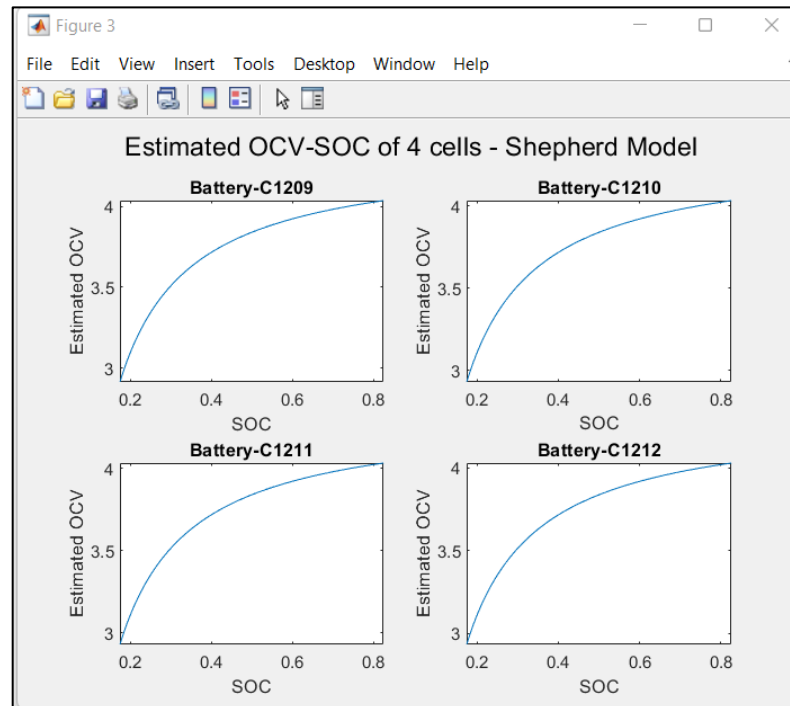 Figure 3
File Edit View Insert Tools Desktop Window Help
Estimated OCV-SOC of 4 cells - Shepherd Model
Battery-C1209
Estimated OCV
4
3.5
3
0.2 0.4 0.6 0.8
SOC
Battery-C1210
Estimated OCV
4
3.5
3
0.2 0.4 0.6 0.8
SOC
Battery-C1211
Estimated OCV
4
3.5
3
0.2 0.4 0.6 0.8
SOC
Battery-C1212
Estimated OCV
4
3.5
3
0.2 0.4 0.6 0.8
SOC